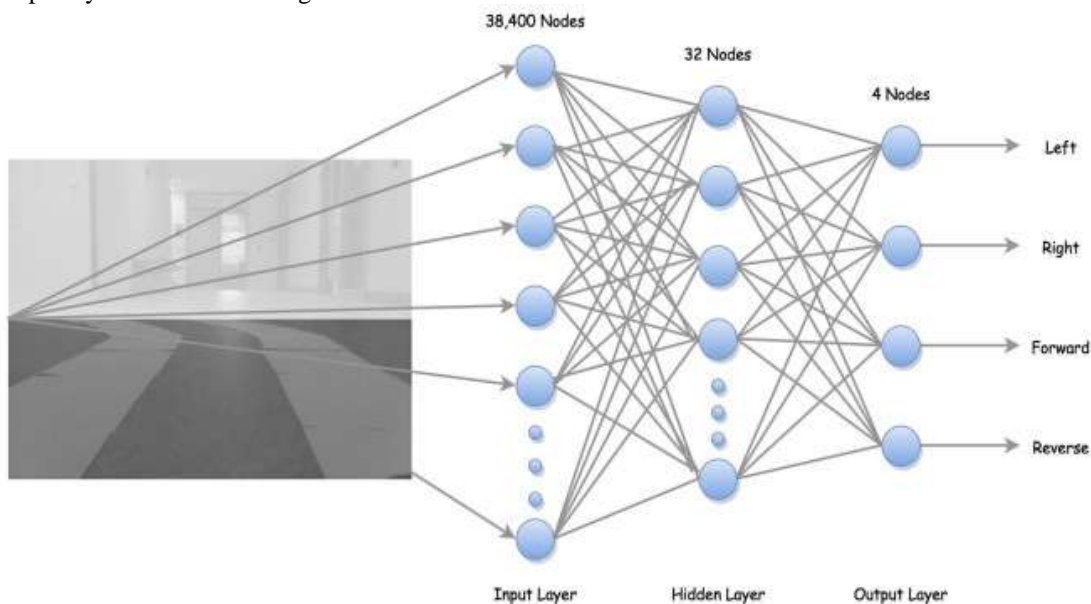 38,400 Nodes
32 Nodes
4 Nodes
Left
Right
Forward
Reverse
Input Layer
Hidden Layer
Output Layer